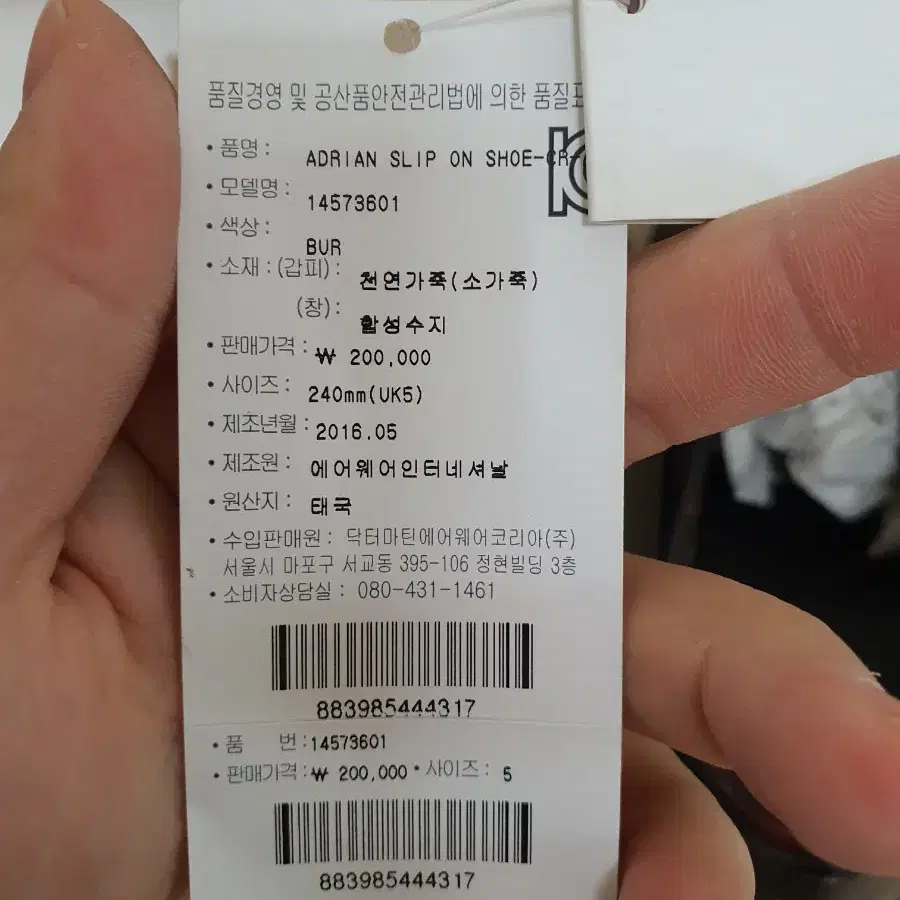 품질경영 및 공산품안전관리법에 의한 품질표
• 품명 : ADRIAN SLIP ON SHOE-CR-
• 모델명 : 14573601
• 색상 : BUR
• 소재 : (갑피) : 천연가죽(소가죽)
(창) : 합성수지
• 판매가격 : ₩ 200,000
• 사이즈 : 240mm(UK5)
• 제조년월 : 2016.05
• 제조원 : 에어웨어인터네셔날
• 원산지 : 태국
• 수입판매원 : 닥터마틴에어웨어코리아(주)
서울시 마포구 서교동 395-106 정현빌딩 3층
• 소비자상담실 : 080-431-1461
883985444317
• 품 번 : 14573601
• 판매가격 : ₩ 200,000 • 사이즈 : 5
883985444317